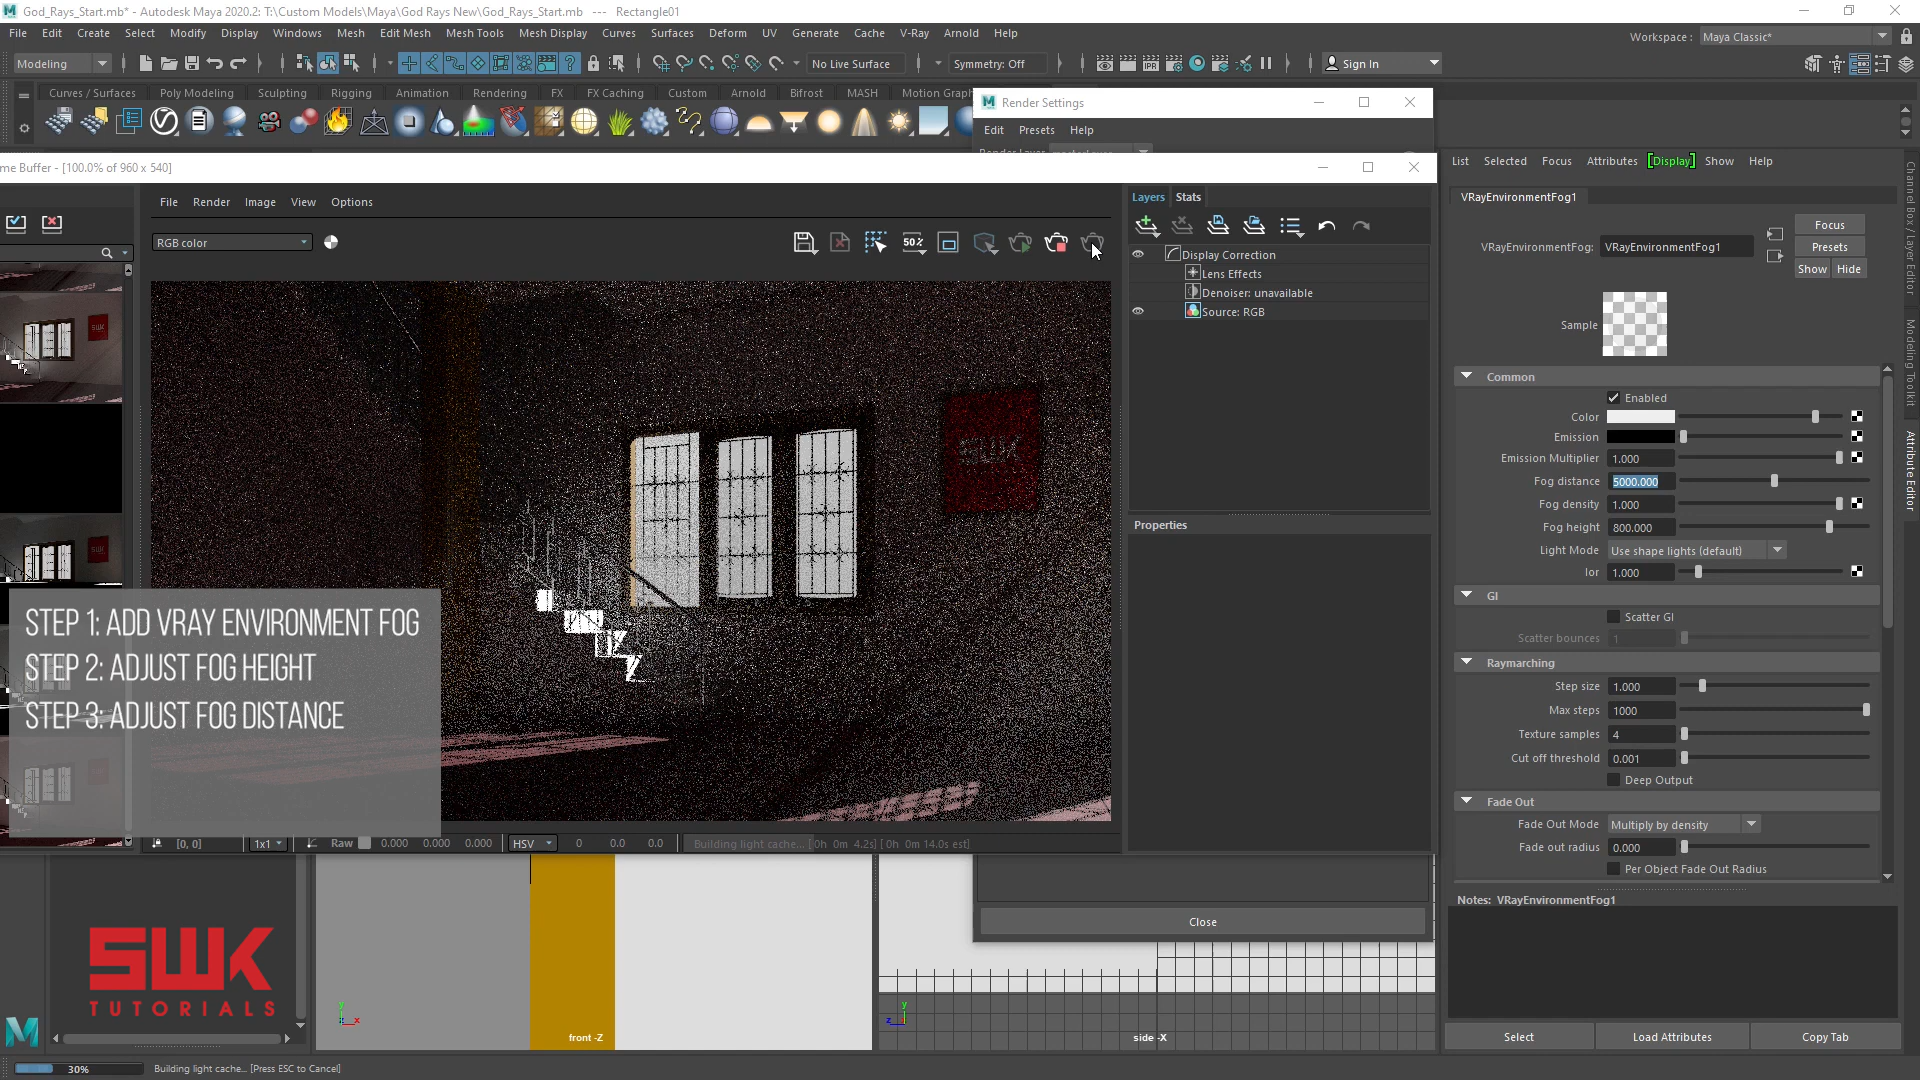 God_Rays_Start.mb* - Autodesk Maya 2020.2: T:\Custom Models\Maya\God Rays New\God_Rays_Start.mb --- Rectangle01
File Edit Create Select Modify Display Windows Mesh Edit Mesh Mesh Tools Mesh Display Curves Surfaces Deform UV Generate Cache V-Ray Arnold Help
Workspace : Maya Classic*
Modeling No Live Surface Symmetry: Off Sign In
Curves / Surfaces Poly Modeling Sculpting Rigging Animation Rendering FX FX Caching Custom Arnold Bifrost MASH Motion Graph
Render Settings
Edit Presets Help
me Buffer - [100.0% of 960 x 540]
File Render Image View Options
RGB color
50%
Layers Stats
Display Correction
Lens Effects
Denoiser: unavailable
Source: RGB
Properties
SWK
STEP 1: ADD VRAY ENVIRONMENT FOG
STEP 2: ADJUST FOG HEIGHT
STEP 3: ADJUST FOG DISTANCE
[0, 0] 1x1 Raw 0.000 0.000 0.000 HSV 0 0.0 0.0 Building light cache... [0h 0m 4.2s] [ 0h 0m 14.0s est]
Close
List Selected Focus Attributes [Display] Show Help
VRayEnvironmentFog1
VRayEnvironmentFog: VRayEnvironmentFog1
Focus
Presets
Show Hide
Sample
Common
Enabled
Color
Emission
Emission Multiplier 1.000
Fog distance 5000.000
Fog density 1.000
Fog height 800.000
Light Mode Use shape lights (default)
Ior 1.000
GI
Scatter GI
Scatter bounces 1
Raymarching
Step size 1.000
Max steps 1000
Texture samples 4
Cut off threshold 0.001
Deep Output
Fade Out
Fade Out Mode Multiply by density
Fade out radius 0.000
Per Object Fade Out Radius
Notes: VRayEnvironmentFog1
Select Load Attributes Copy Tab
Channel Box / Layer Editor
Modeling Toolkit
Attribute Editor
SWK
TUTORIALS
y
x
front -Z
y
z
side -X
30% Building light cache... [Press ESC to Cancel]